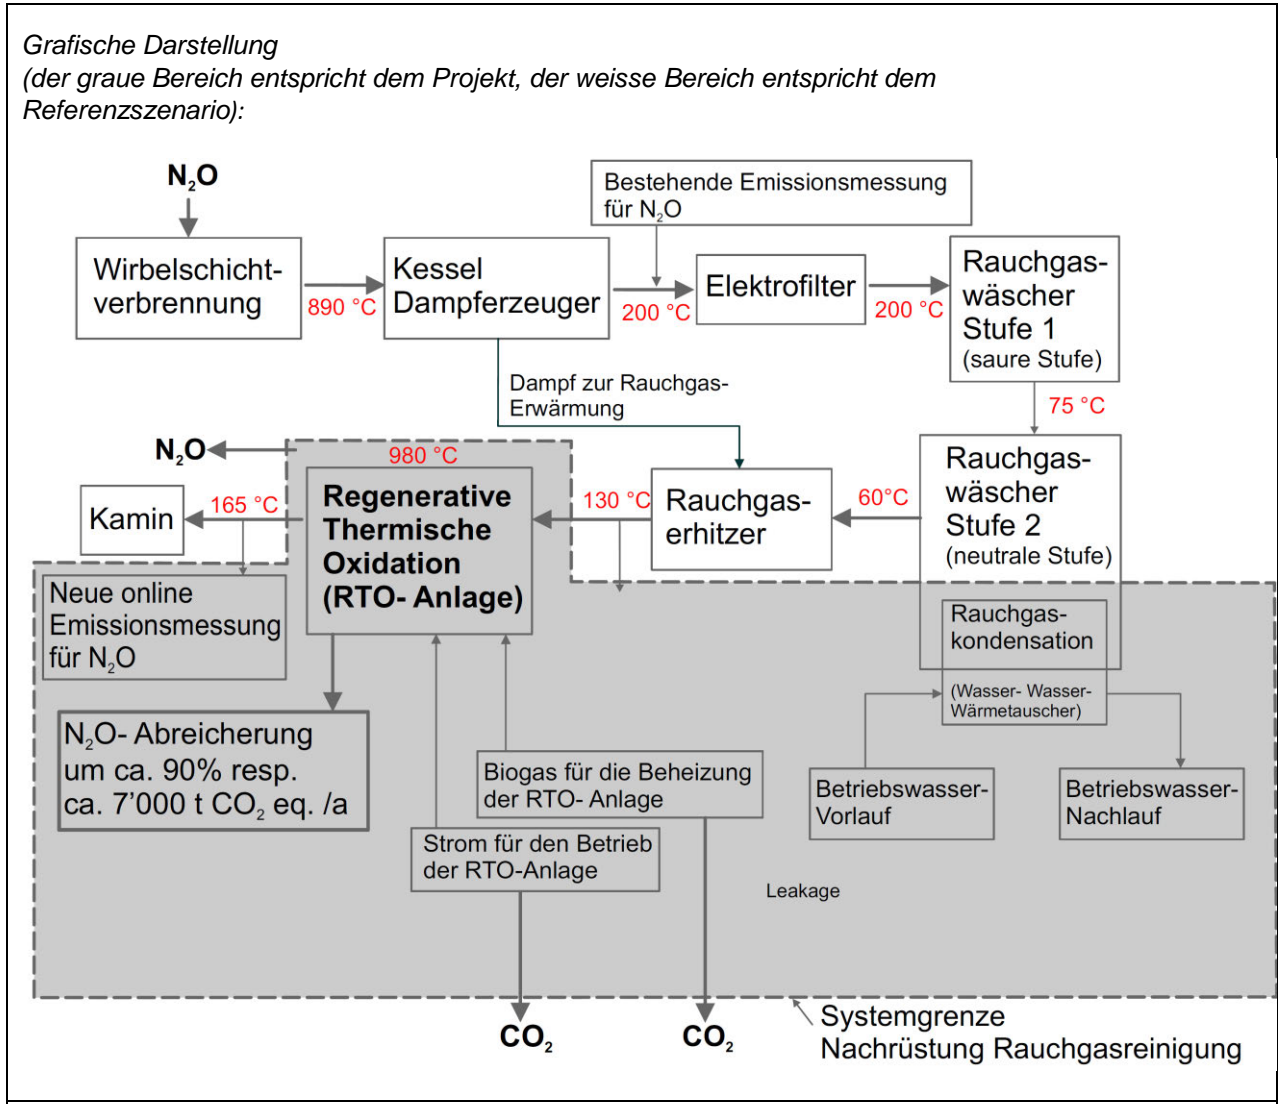 Grafische Darstellung
(der graue Bereich entspricht dem Projekt, der weisse Bereich entspricht dem
Referenzszenario):
N₂O
Bestehende Emissionsmessung
für N₂O
Wirbelschicht-
verbrennung
890 °C
Kessel
Dampferzeuger
200 °C
Elektrofilter
200 °C
Rauchgas-
wäscher
Stufe 1
(saure Stufe)
75 °C
Dampf zur Rauchgas-
Erwärmung
N₂O
980 °C
Kamin
165 °C
Regenerative
Thermische
Oxidation
(RTO- Anlage)
130 °C
Rauchgas-
erhitzer
60°C
Rauchgas-
wäscher
Stufe 2
(neutrale Stufe)
Neue online
Emissionsmessung
für N₂O
Rauchgas-
kondensation
(Wasser- Wasser-
Wärmetauscher)
N₂O- Abreicherung
um ca. 90% resp.
ca. 7’000 t CO₂ eq. /a
Biogas für die Beheizung
der RTO- Anlage
Betriebswasser-
Vorlauf
Betriebswasser-
Nachlauf
Strom für den Betrieb
der RTO-Anlage
Leakage
CO₂
CO₂
Systemgrenze
Nachrüstung Rauchgasreinigung